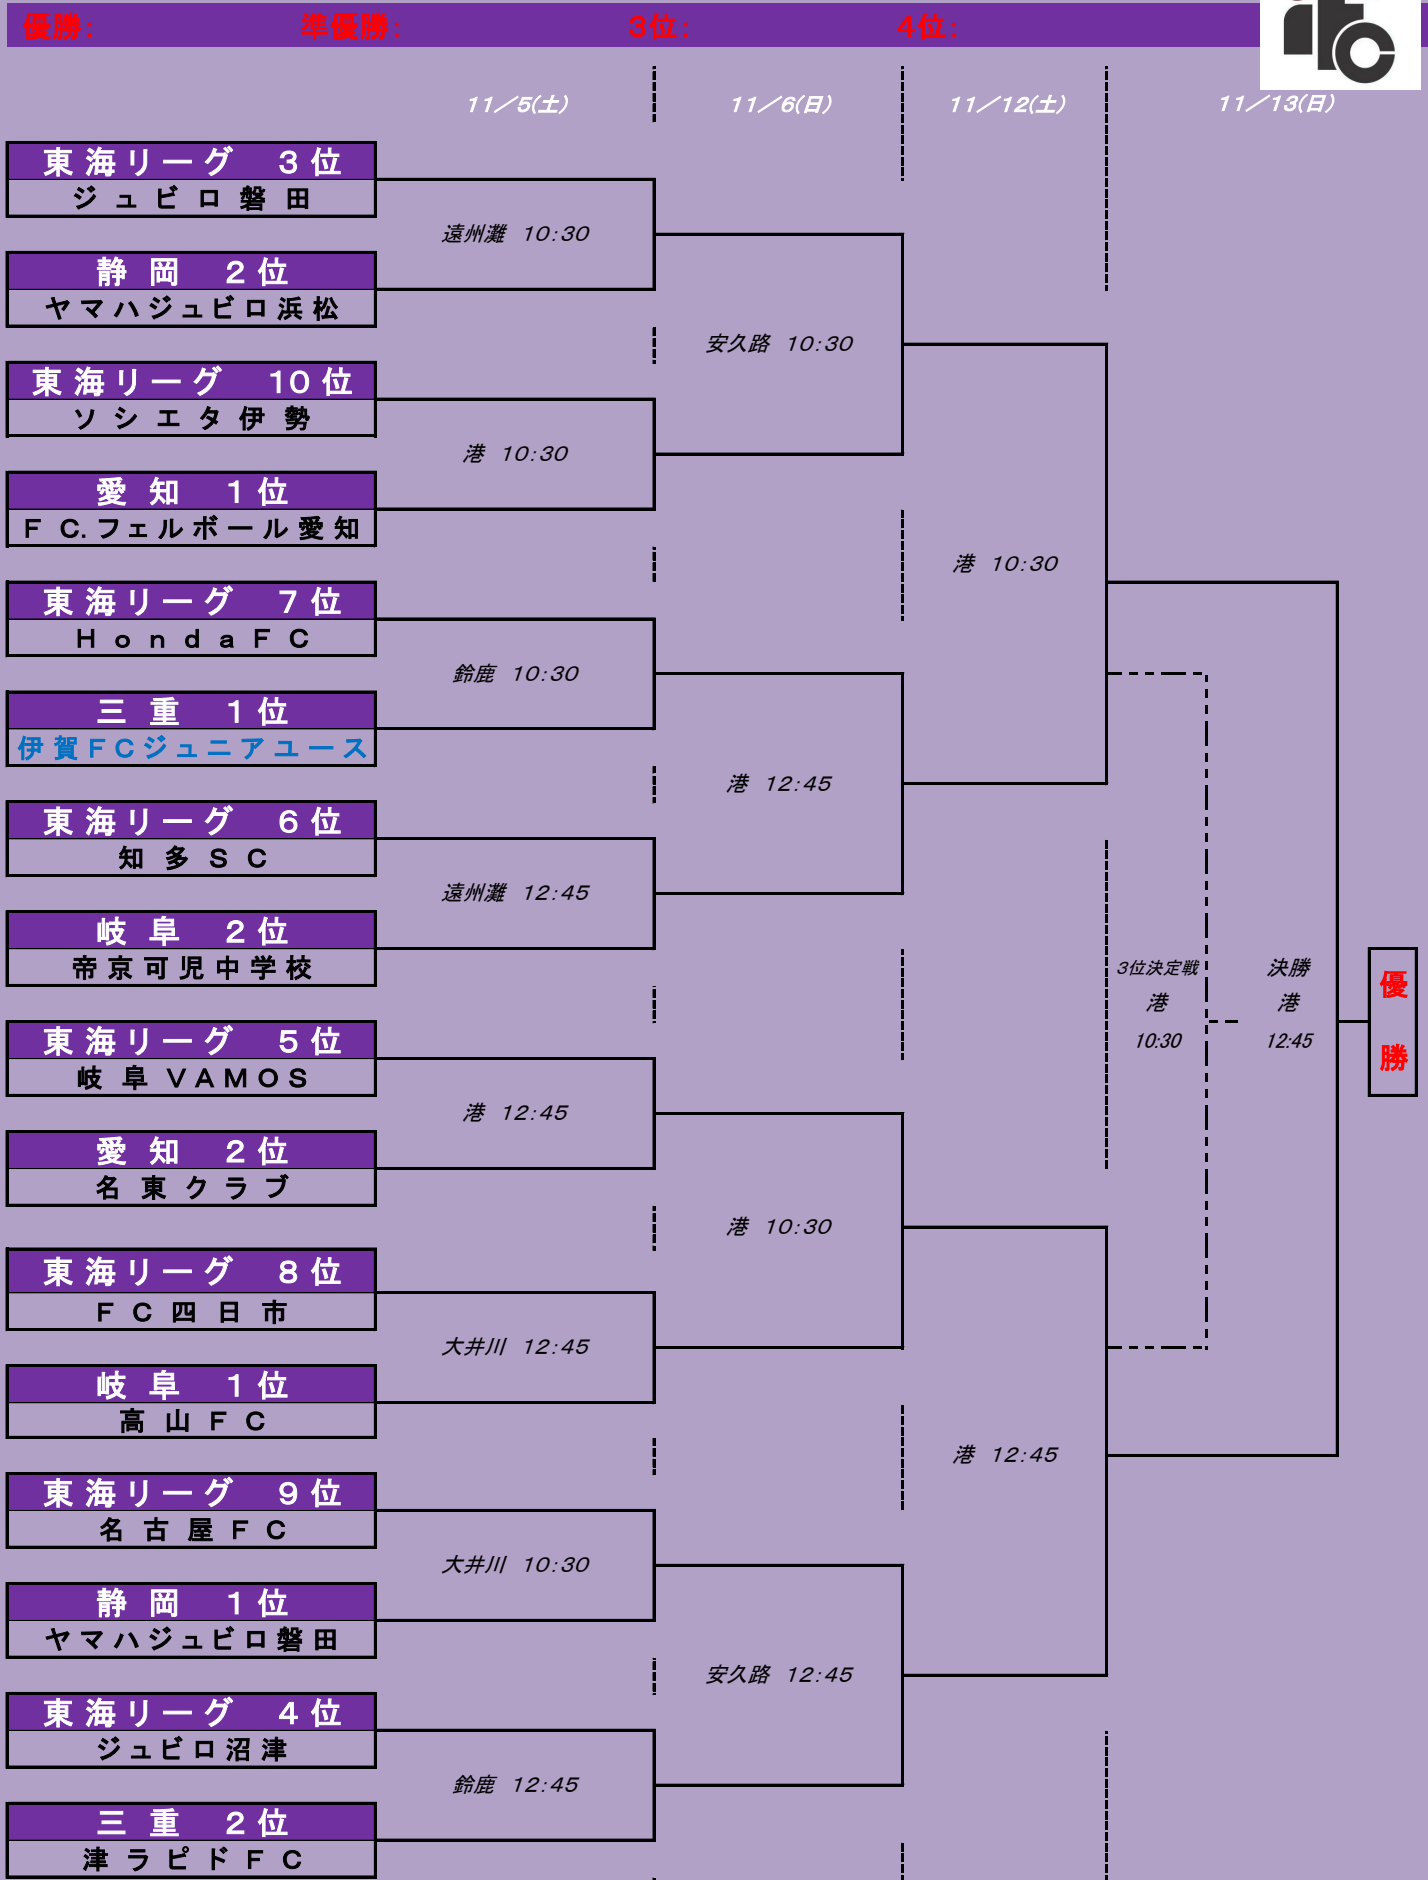 優勝： 準優勝： 3位： 4位：
itc
11／5(土) 11／6(日) 11／12(土) 11／13(日)
東海リーグ 3位
ジュビロ磐田
遠州灘 10:30
静岡 2位
ヤマハジュビロ浜松
安久路 10:30
東海リーグ 10位
ソシエタ伊勢
港 10:30
愛知 1位
FC.フェルボール愛知
港 10:30
東海リーグ 7位
HondaFC
鈴鹿 10:30
三重 1位
伊賀FCジュニアユース
港 12:45
東海リーグ 6位
知多SC
遠州灘 12:45
岐阜 2位
帝京可児中学校
3位決定戦
港
10:30
決勝
港
12:45
優勝
東海リーグ 5位
岐阜VAMOS
港 12:45
愛知 2位
名東クラブ
港 10:30
東海リーグ 8位
FC四日市
大井川 12:45
岐阜 1位
高山FC
港 12:45
東海リーグ 9位
名古屋FC
大井川 10:30
静岡 1位
ヤマハジュビロ磐田
安久路 12:45
東海リーグ 4位
ジュビロ沼津
鈴鹿 12:45
三重 2位
津ラピドFC